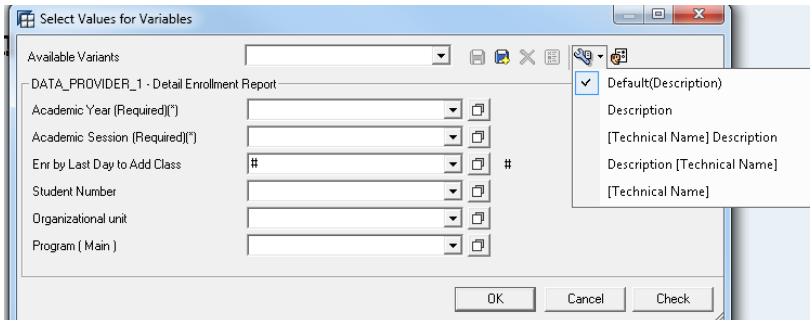 Select Values for Variables
Available Variants
DATA_PROVIDER_1 - Detail Enrollment Report
Academic Year (Required)(*)
Academic Session (Required)(*)
Enr by Last Day to Add Class # #
Student Number
Organizational unit
Program ( Main )
OK Cancel Check
Default(Description)
Description
[Technical Name] Description
Description [Technical Name]
[Technical Name]